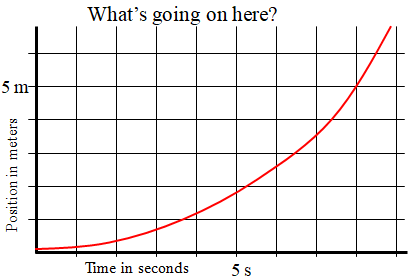 What's going on here?
5 m
Position in meters
Time in seconds
5 s